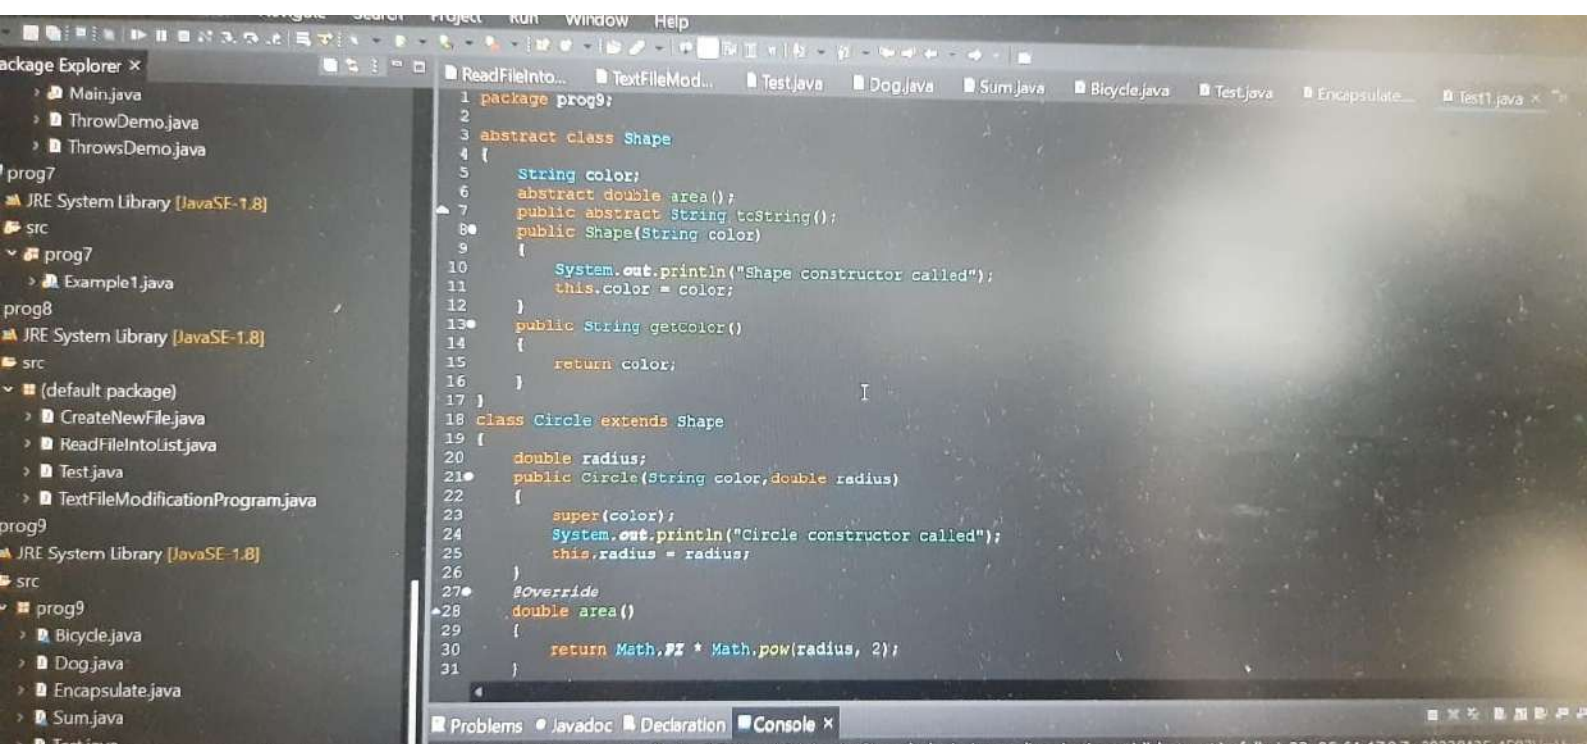 Search Project Run Window Help
ackage Explorer ×
Main.java
ThrowDemo.java
ThrowsDemo.java
prog7
JRE System Library [JavaSE-1.8]
src
prog7
Example1.java
prog8
JRE System Library [JavaSE-1.8]
src
(default package)
CreateNewFile.java
ReadFileIntoList.java
Test.java
TextFileModificationProgram.java
prog9
JRE System Library [JavaSE-1.8]
src
prog9
Bicycle.java
Dog.java
Encapsulate.java
Sum.java
ReadFileInto... TextFileMod... Test.java Dog.java Sum.java Bicycle.java Test.java Encapsulate... Test1.java ×
1 package prog9;
2
3 abstract class Shape
4 {
5 String color;
6 abstract double area();
7 public abstract String toString();
8 public Shape(String color)
9 {
10 System.out.println("Shape constructor called");
11 this.color = color;
12 }
13 public String getColor()
14 {
15 return color;
16 }
17 }
18 class Circle extends Shape
19 {
20 double radius;
21 public Circle(String color,double radius)
22 {
23 super(color);
24 System.out.println("Circle constructor called");
25 this.radius = radius;
26 }
27 @Override
28 double area()
29 {
30 return Math.PI * Math.pow(radius, 2);
31 }
Problems Javadoc Declaration Console ×